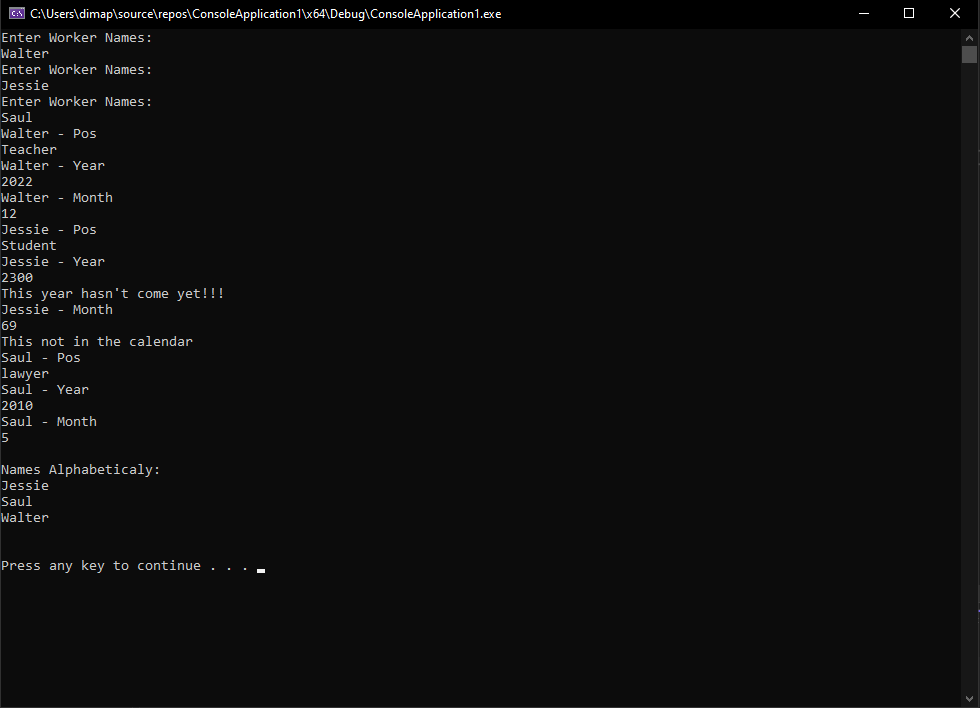 C:\Users\dimap\source\repos\ConsoleApplication1\x64\Debug\ConsoleApplication1.exe
Enter Worker Names:
Walter
Enter Worker Names:
Jessie
Enter Worker Names:
Saul
Walter - Pos
Teacher
Walter - Year
2022
Walter - Month
12
Jessie - Pos
Student
Jessie - Year
2300
This year hasn't come yet!!!
Jessie - Month
69
This not in the calendar
Saul - Pos
lawyer
Saul - Year
2010
Saul - Month
5
Names Alphabeticaly:
Jessie
Saul
Walter
Press any key to continue . . .